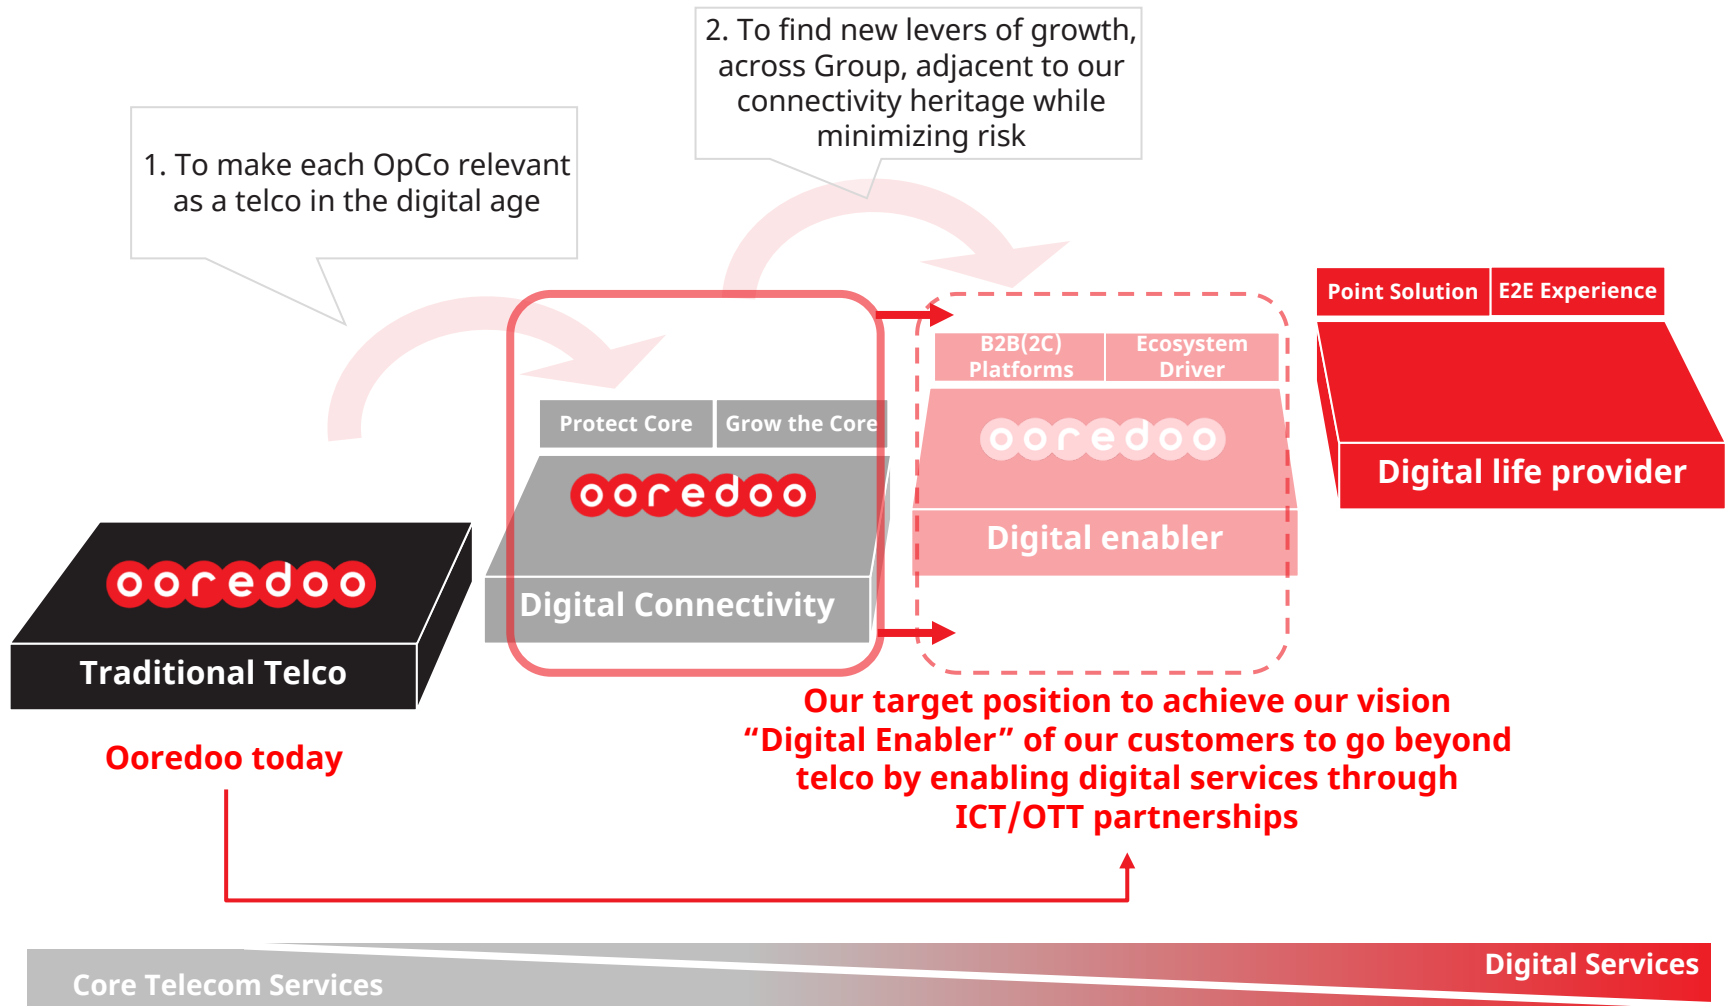 2. To find new levers of growth,
across Group, adjacent to our
connectivity heritage while
minimizing risk
1. To make each OpCo relevant
as a telco in the digital age
Point Solution
E2E Experience
Digital life provider
B2B(2C)
Platforms
Ecosystem
Driver
ooredoo
Digital enabler
Protect Core
Grow the Core
ooredoo
Digital Connectivity
ooredoo
Traditional Telco
Ooredoo today
Our target position to achieve our vision
“Digital Enabler” of our customers to go beyond
telco by enabling digital services through
ICT/OTT partnerships
Core Telecom Services
Digital Services